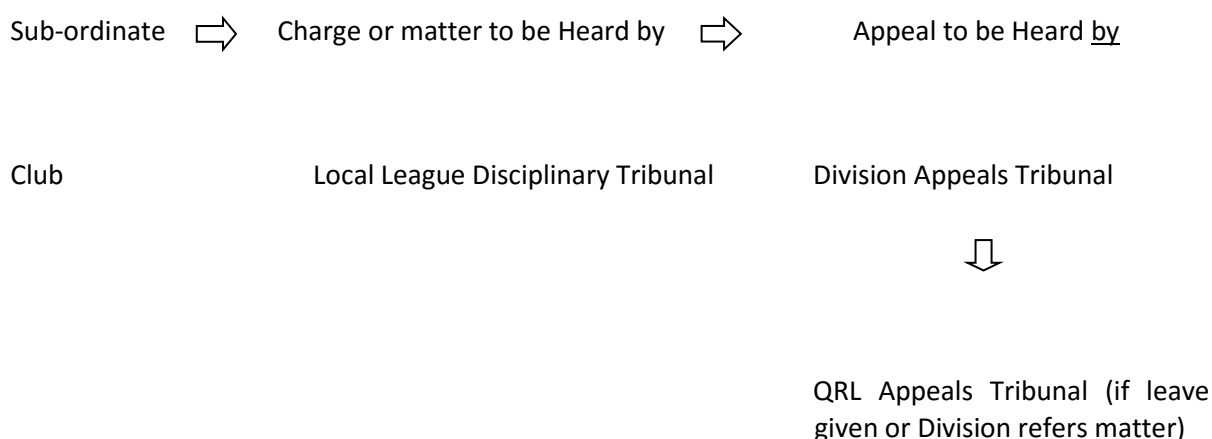 Sub-ordinate Charge or matter to be Heard by Appeal to be Heard by
Club Local League Disciplinary Tribunal Division Appeals Tribunal
QRL Appeals Tribunal (if leave
given or Division refers matter)